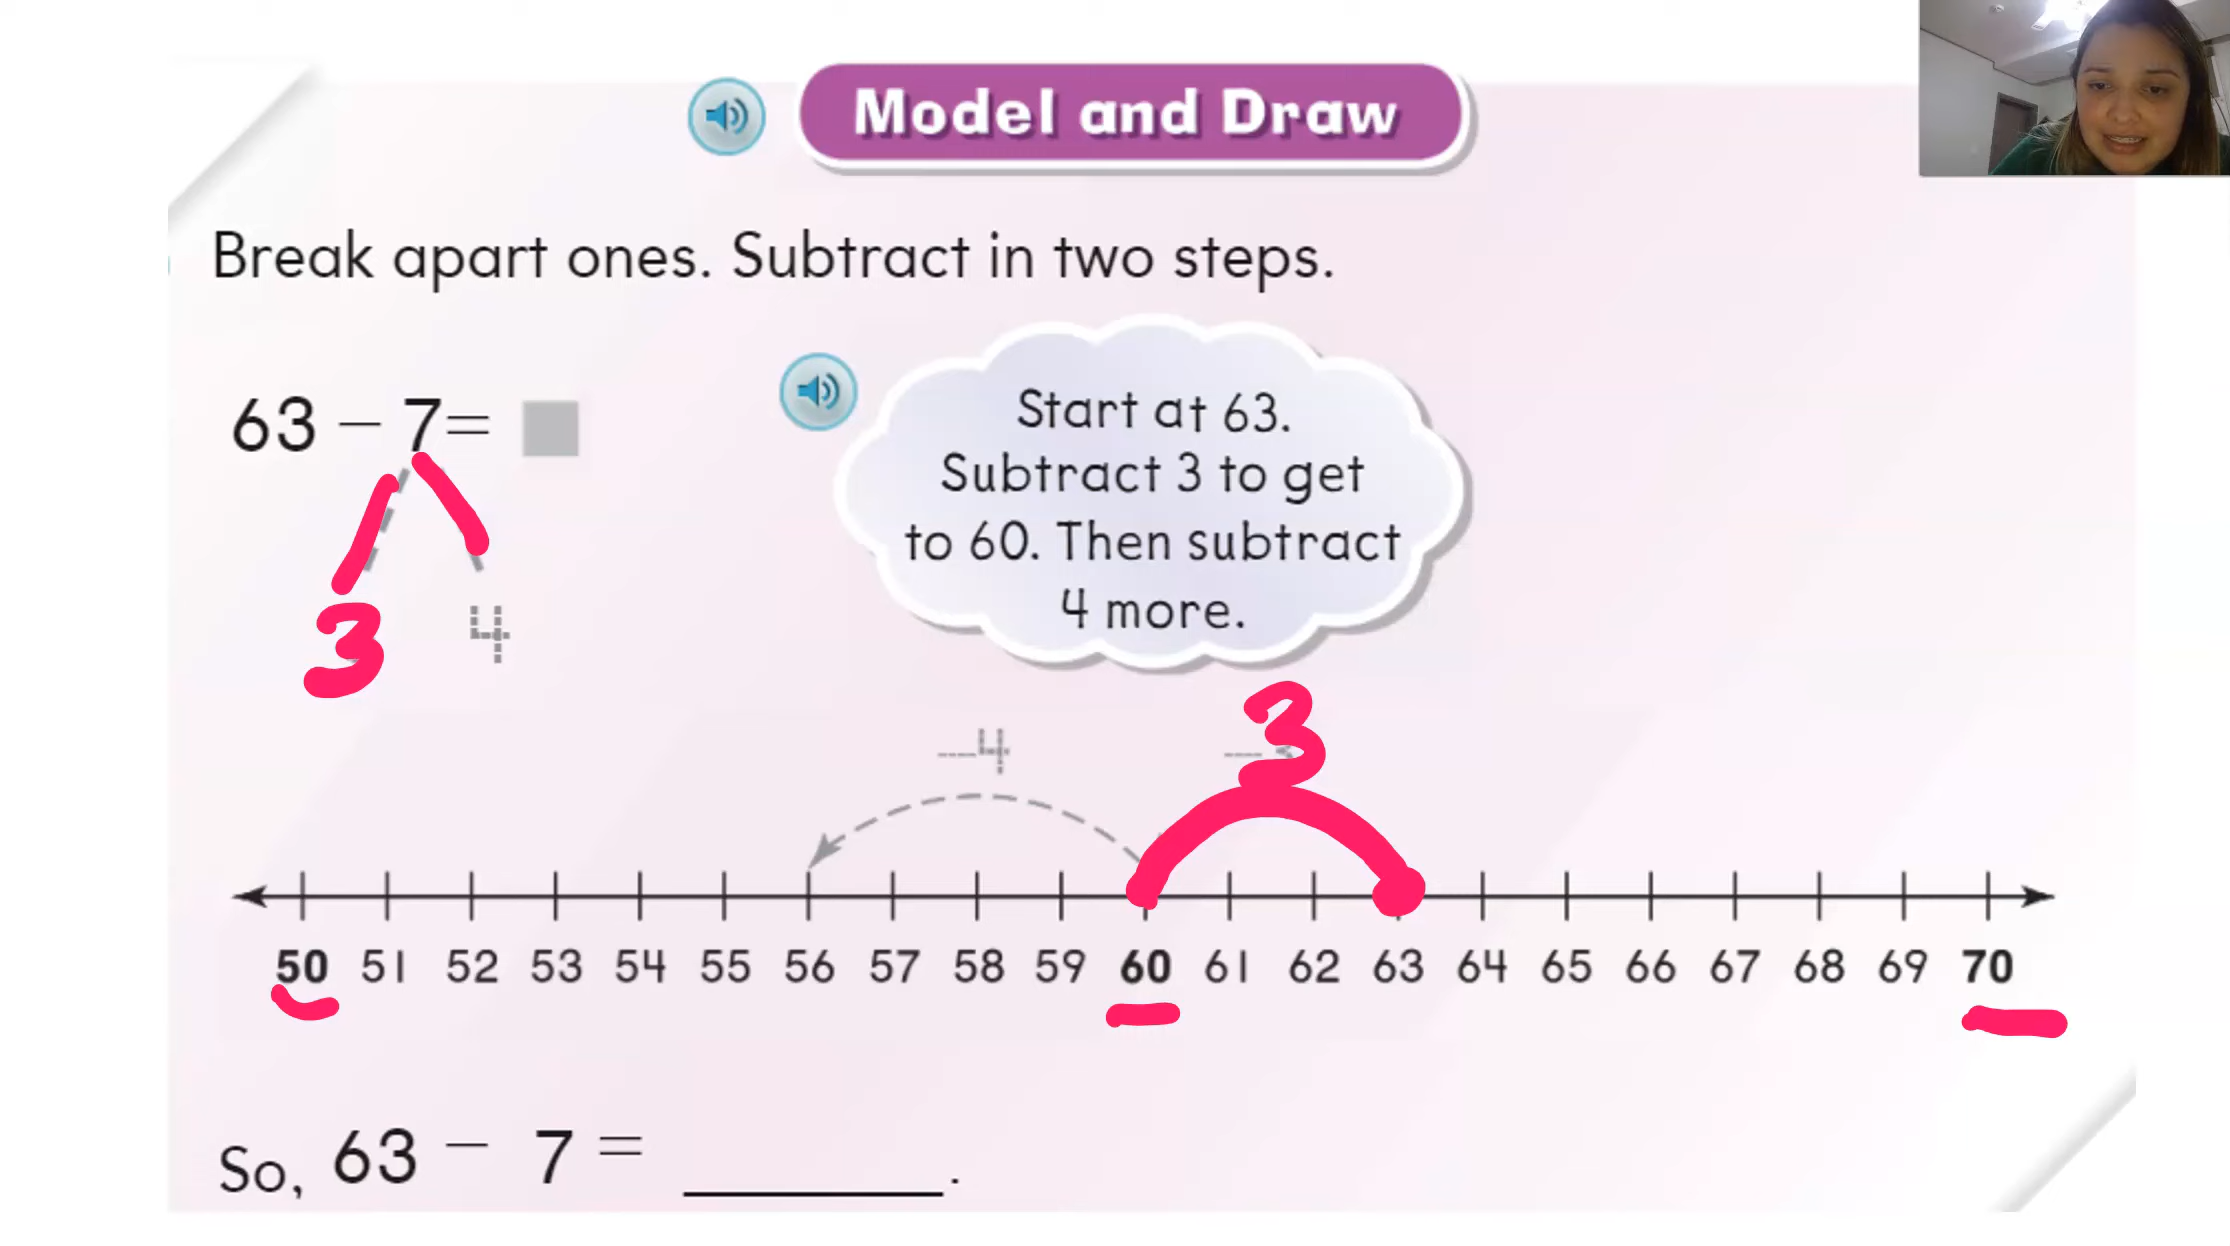 Model and Draw
Break apart ones. Subtract in two steps.
63 - 7=
3 4
Start at 63.
Subtract 3 to get
to 60. Then subtract
4 more.
-4 3
50 51 52 53 54 55 56 57 58 59 60 61 62 63 64 65 66 67 68 69 70
So, 63 - 7 = ______.